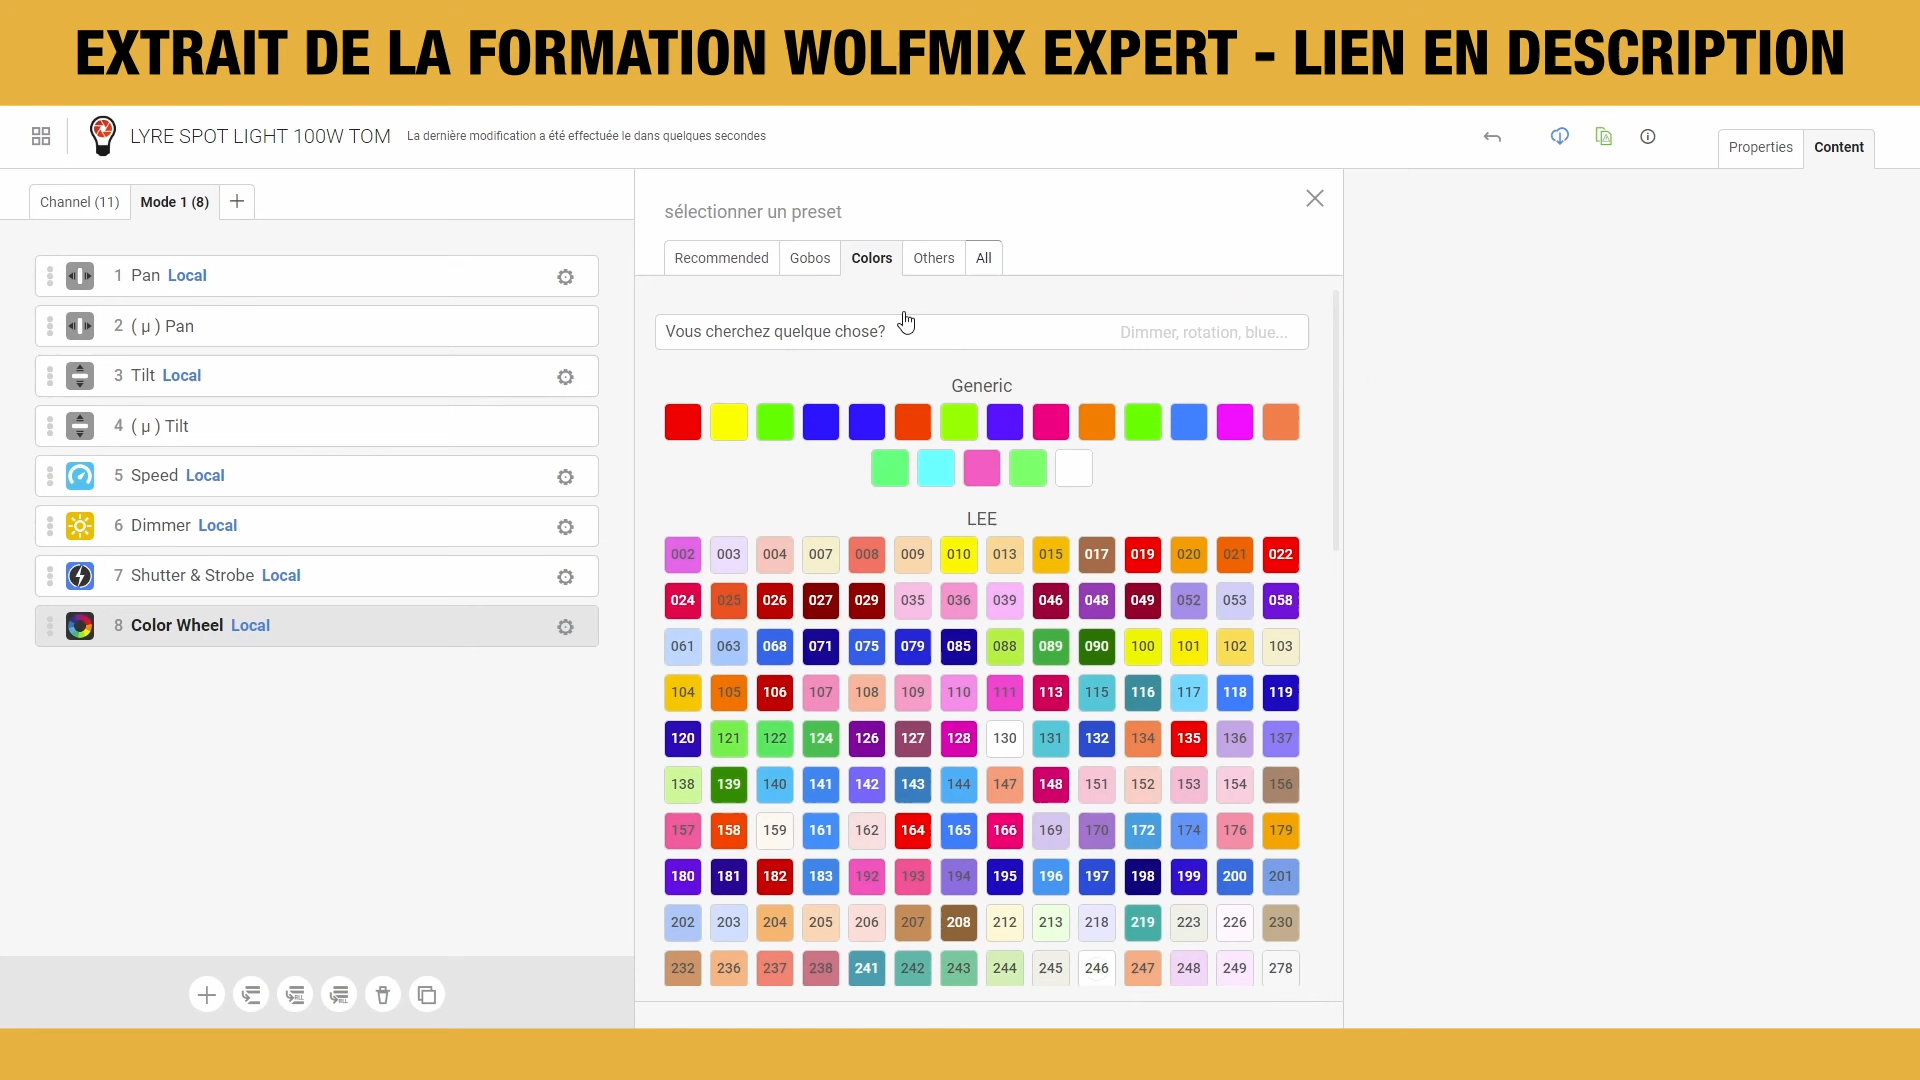 EXTRAIT DE LA FORMATION WOLFMIX EXPERT - LIEN EN DESCRIPTION
LYRE SPOT LIGHT 100W TOM
La dernière modification a été effectuée le dans quelques secondes
Properties
Content
Channel (11)
Mode 1 (8)
1 Pan Local
2 ( µ ) Pan
3 Tilt Local
4 ( µ ) Tilt
5 Speed Local
6 Dimmer Local
7 Shutter & Strobe Local
8 Color Wheel Local
sélectionner un preset
Recommended
Gobos
Colors
Others
All
Vous cherchez quelque chose?
Dimmer, rotation, blue...
Generic
LEE
002 003 004 007 008 009 010 013 015 017 019 020 021 022
024 025 026 027 029 035 036 039 046 048 049 052 053 058
061 063 068 071 075 079 085 088 089 090 100 101 102 103
104 105 106 107 108 109 110 111 113 115 116 117 118 119
120 121 122 124 126 127 128 130 131 132 134 135 136 137
138 139 140 141 142 143 144 147 148 151 152 153 154 156
157 158 159 161 162 164 165 166 169 170 172 174 176 179
180 181 182 183 192 193 194 195 196 197 198 199 200 201
202 203 204 205 206 207 208 212 213 218 219 223 226 230
232 236 237 238 241 242 243 244 245 246 247 248 249 278